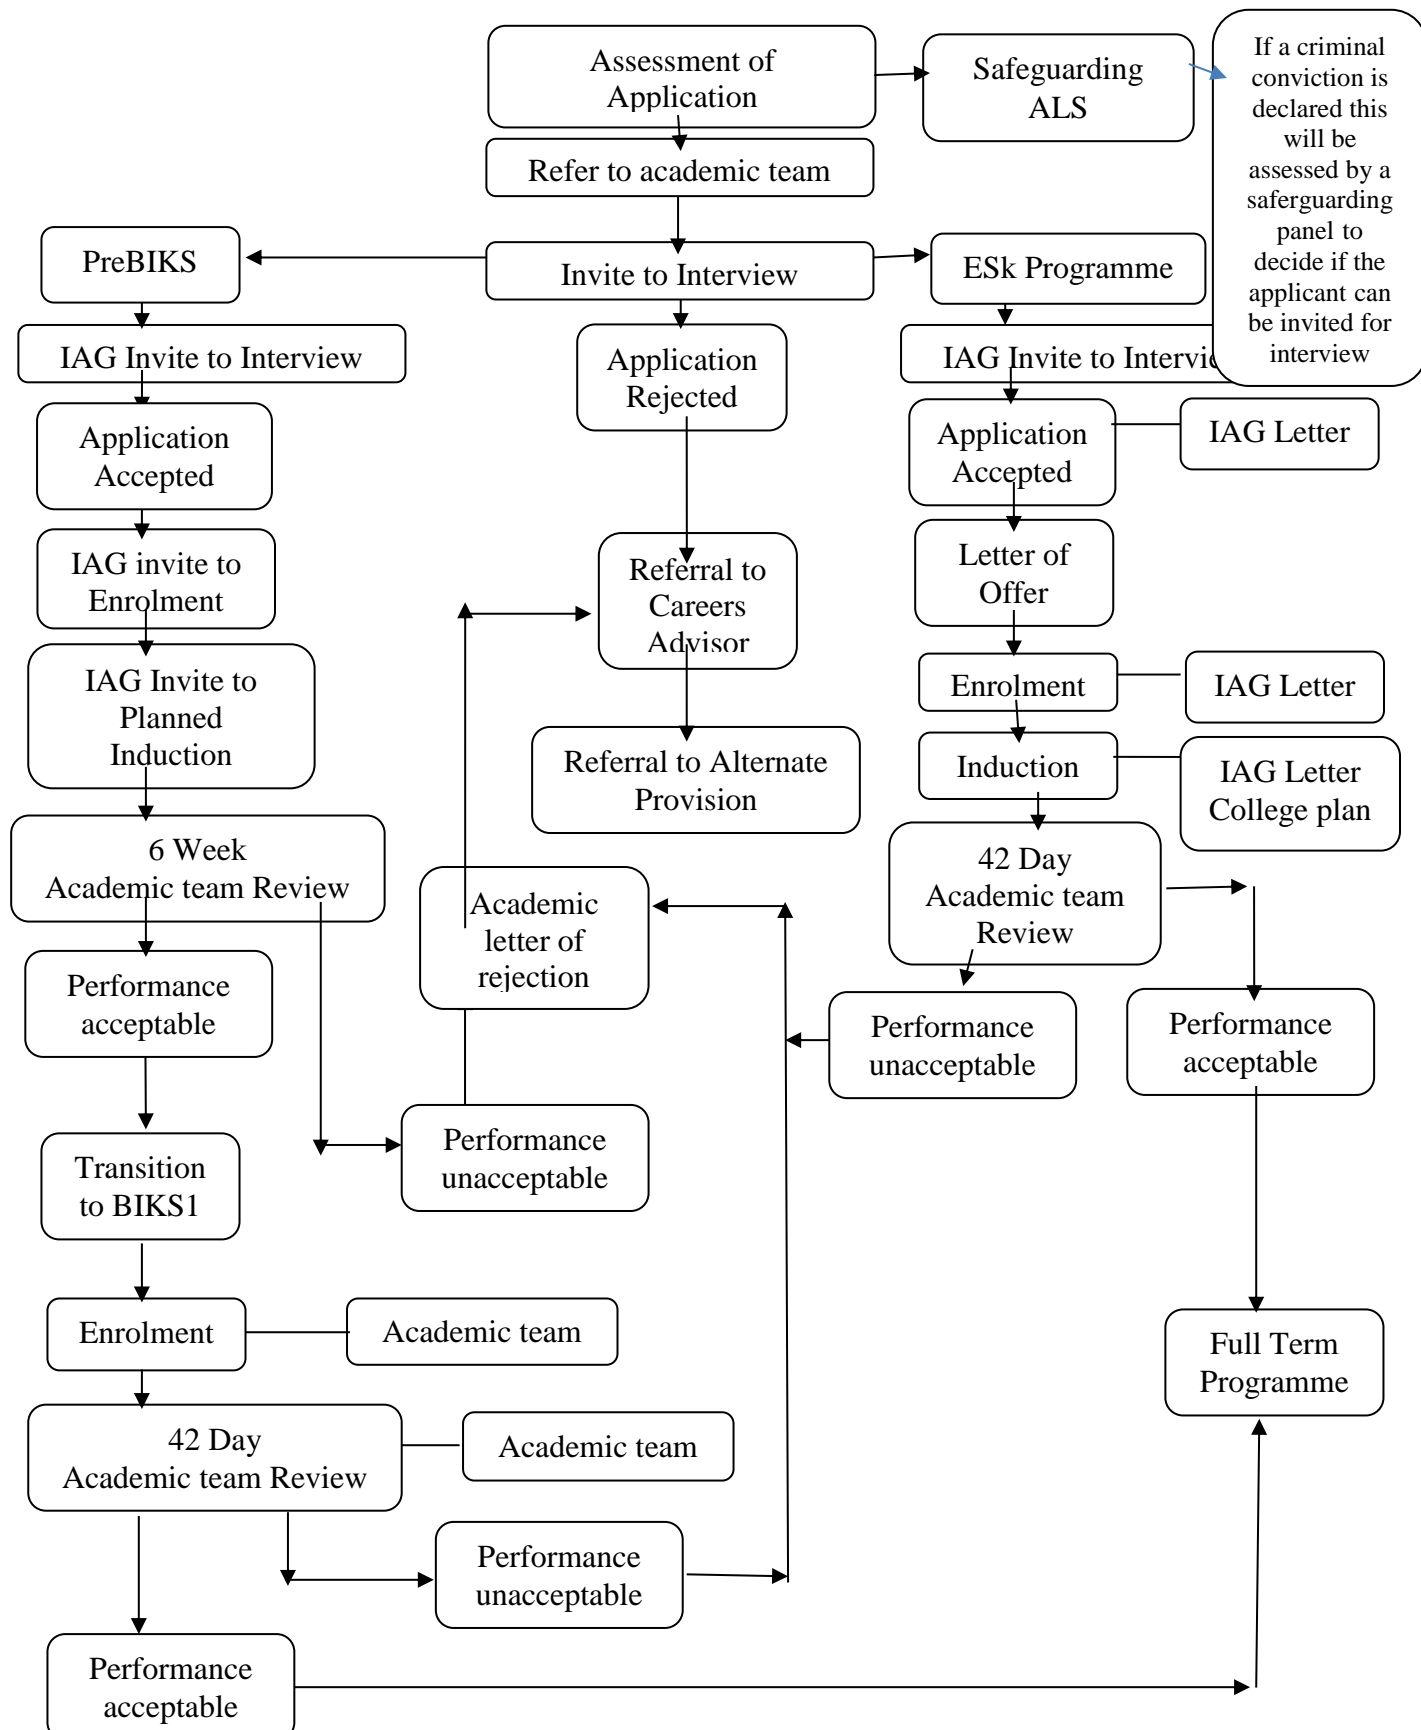 Assessment of
Application
Safeguarding
ALS
If a criminal
conviction is
declared this
will be
assessed by a
saferguarding
panel to
decide if the
applicant can
be invited for
interview
Refer to academic team
PreBIKS
Invite to Interview
ESk Programme
IAG Invite to Interview
Application
Rejected
IAG Invite to
Application
Accepted
Application
Accepted
IAG Letter
IAG invite to
Enrolment
Referral to
Careers
Advisor
Letter of
Offer
IAG Invite to
Planned
Induction
Enrolment
IAG Letter
Referral to Alternate
Provision
Induction
IAG Letter
College plan
6 Week
Academic team Review
Academic
letter of
rejection
42 Day
Academic team
Review
Performance
acceptable
Performance
unacceptable
Performance
acceptable
Transition
to BIKS1
Performance
unacceptable
Enrolment
Academic team
Full Term
Programme
42 Day
Academic team Review
Academic team
Performance
unacceptable
Performance
acceptable